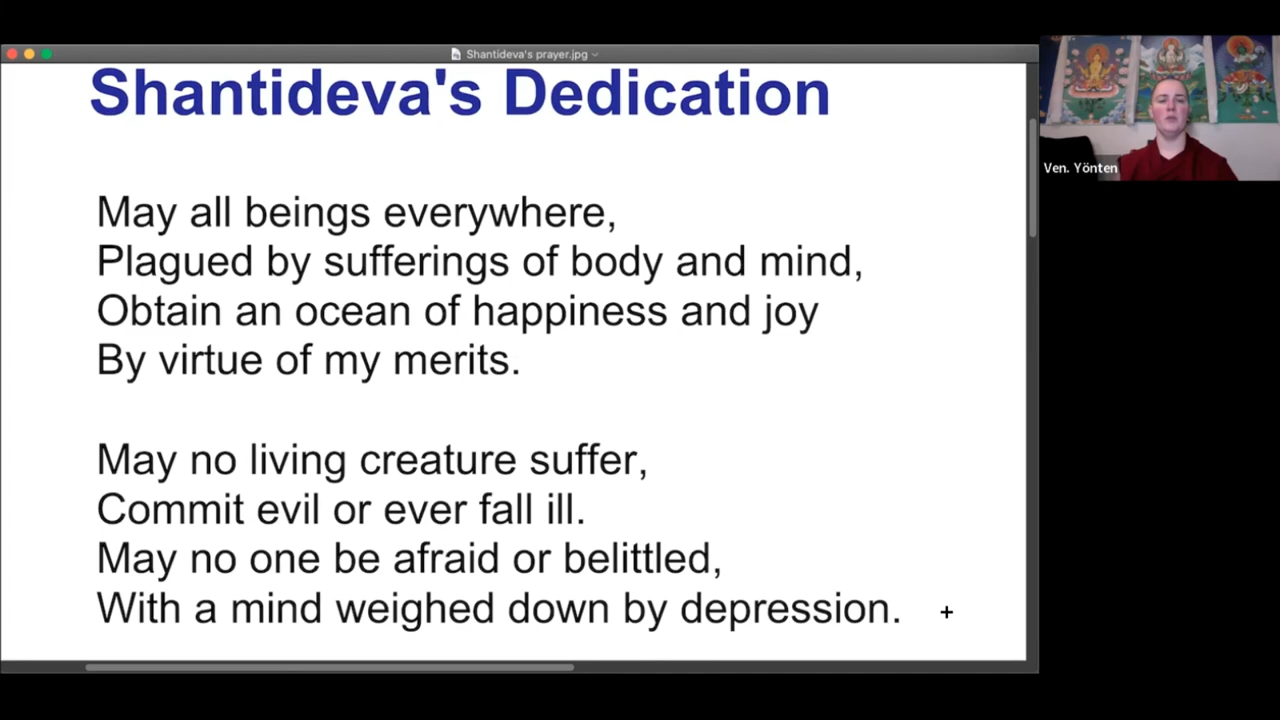 Shantideva's prayer.jpg
Shantideva's Dedication
May all beings everywhere,
Plagued by sufferings of body and mind,
Obtain an ocean of happiness and joy
By virtue of my merits.
May no living creature suffer,
Commit evil or ever fall ill.
May no one be afraid or belittled,
With a mind weighed down by depression.
Ven. Yönten